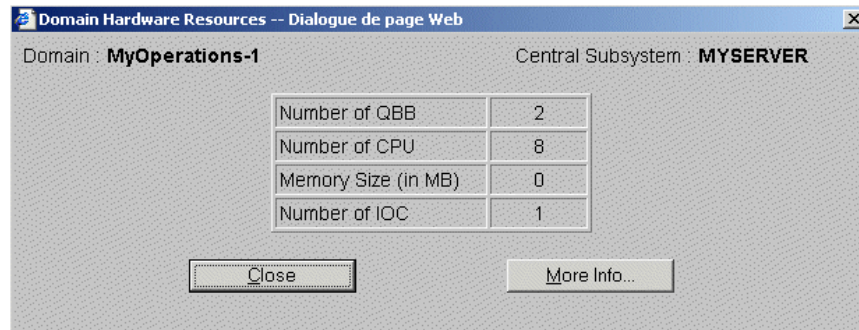 Domain Hardware Resources -- Dialogue de page Web
Domain : MyOperations-1 Central Subsystem : MYSERVER
Number of QBB 2
Number of CPU 8
Memory Size (in MB) 0
Number of IOC 1
Close More Info...